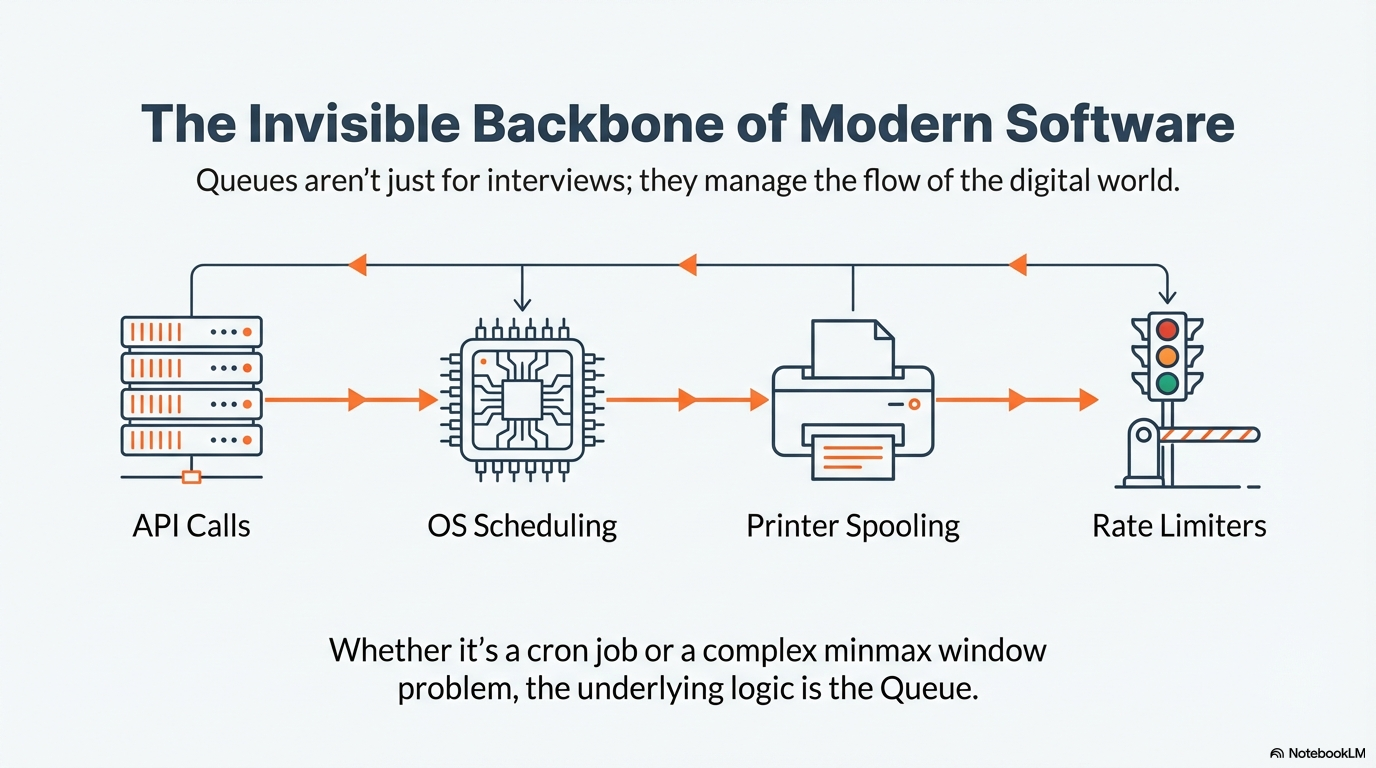 The Invisible Backbone of Modern Software
Queues aren't just for interviews; they manage the flow of the digital world.
API Calls
OS Scheduling
Printer Spooling
Rate Limiters
Whether it's a cron job or a complex minmax window
problem, the underlying logic is the Queue.
NotebookLM